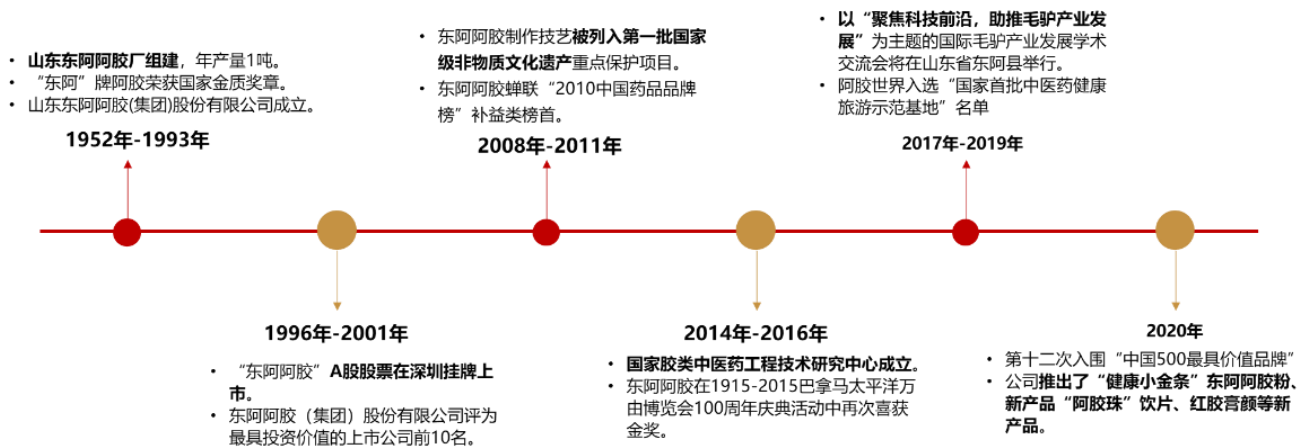 • 山东东阿阿胶厂组建，年产量1吨。
• “东阿”牌阿胶荣获国家金质奖章。
• 山东东阿阿胶(集团)股份有限公司成立。
1952年-1993年
• 东阿阿胶制作技艺被列入第一批国家
级非物质文化遗产重点保护项目。
• 东阿阿胶蝉联“2010中国药品品牌
榜”补益类榜首。
2008年-2011年
• 以“聚焦科技前沿，助推毛驴产业发
展”为主题的国际毛驴产业发展学术
交流会将在山东省东阿县举行。
• 阿胶世界入选“国家首批中医药健康
旅游示范基地”名单
2017年-2019年
1996年-2001年
• “东阿阿胶”A股股票在深圳挂牌上
市。
• 东阿阿胶（集团）股份有限公司评为
最具投资价值的上市公司前10名。
2014年-2016年
• 国家胶类中医药工程技术研究中心成立。
• 东阿阿胶在1915-2015巴拿马太平洋万
由博览会100周年庆典活动中再次喜获
金奖。
2020年
• 第十二次入围“中国500最具价值品牌”
• 公司推出了“健康小金条”东阿阿胶粉、
新产品“阿胶珠”饮片、红胶膏颜等新
产品。